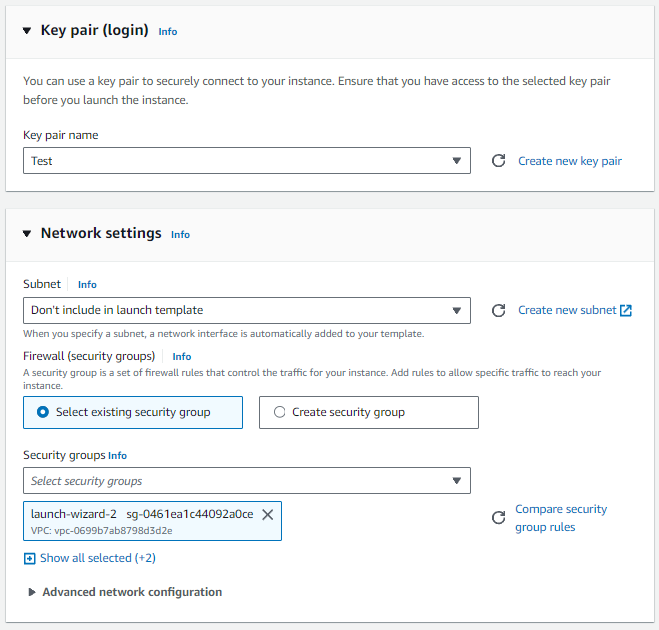 Key pair (login) Info
You can use a key pair to securely connect to your instance. Ensure that you have access to the selected key pair
before you launch the instance.
Key pair name
Test
Create new key pair
Network settings Info
Subnet Info
Don't include in launch template
Create new subnet
When you specify a subnet, a network interface is automatically added to your template.
Firewall (security groups) Info
A security group is a set of firewall rules that control the traffic for your instance. Add rules to allow specific traffic to reach your
instance.
Select existing security group
Create security group
Security groups Info
Select security groups
launch-wizard-2 sg-0461ea1c44092a0ce
VPC: vpc-0699b7ab8798d3d2e
Compare security
group rules
Show all selected (+2)
Advanced network configuration